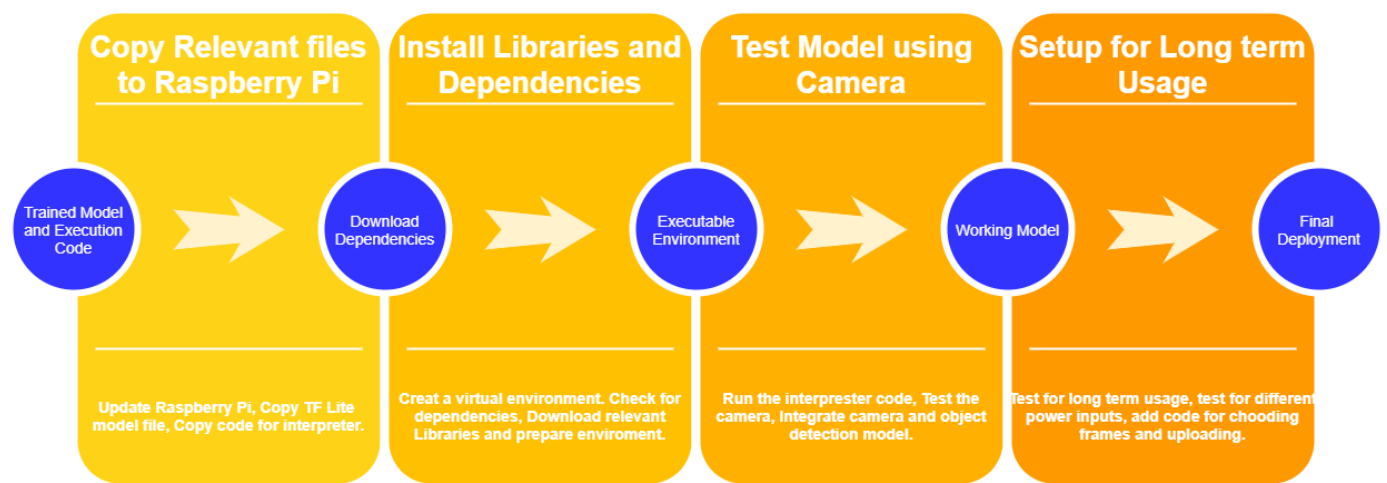 Copy Relevant files
to Raspberry Pi
Install Libraries and
Dependencies
Test Model using
Camera
Setup for Long term
Usage
Trained Model
and Execution
Code
Download
Dependencies
Executable
Environment
Working Model
Final
Deployment
Update Raspberry Pi, Copy TF Lite
model file, Copy code for interpreter.
Creat a virtual environment. Check for
dependencies, Download relevant
Libraries and prepare enviroment.
Run the interprester code, Test the
camera, Integrate camera and object
detection model.
Test for long term usage, test for different
power inputs, add code for chooding
frames and uploading.